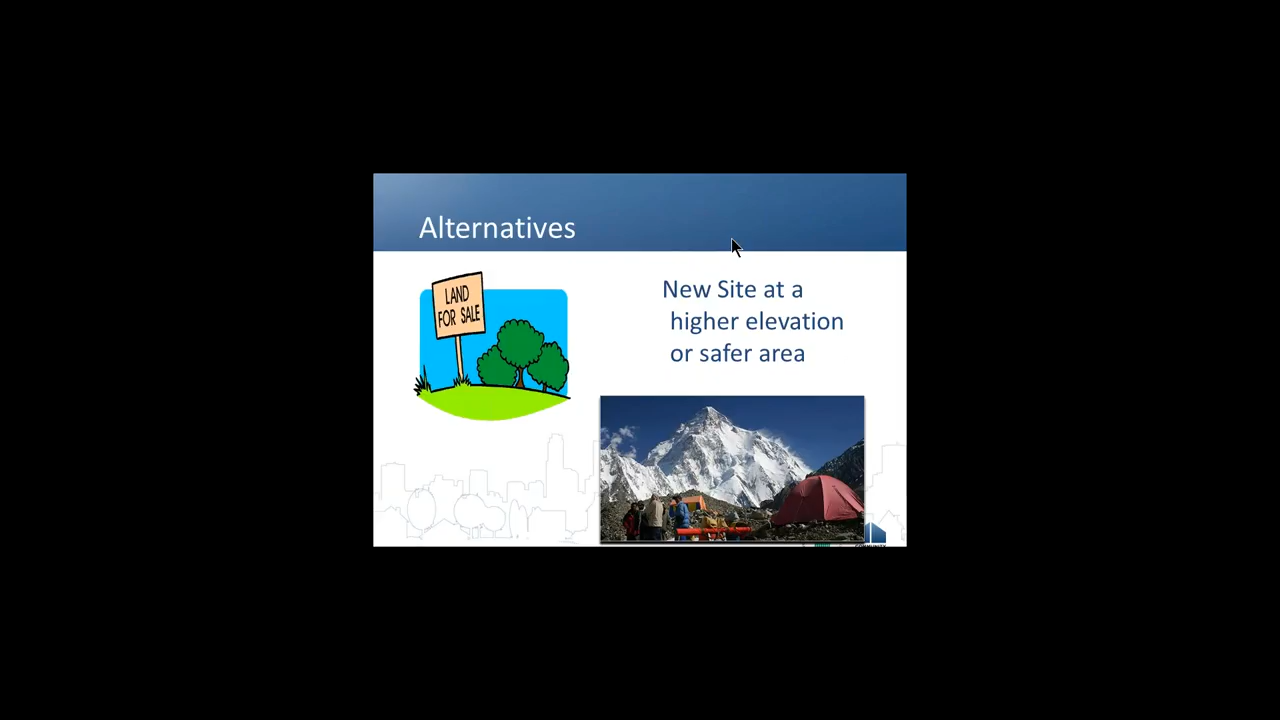 Alternatives
LAND
FOR SALE
New Site at a
higher elevation
or safer area